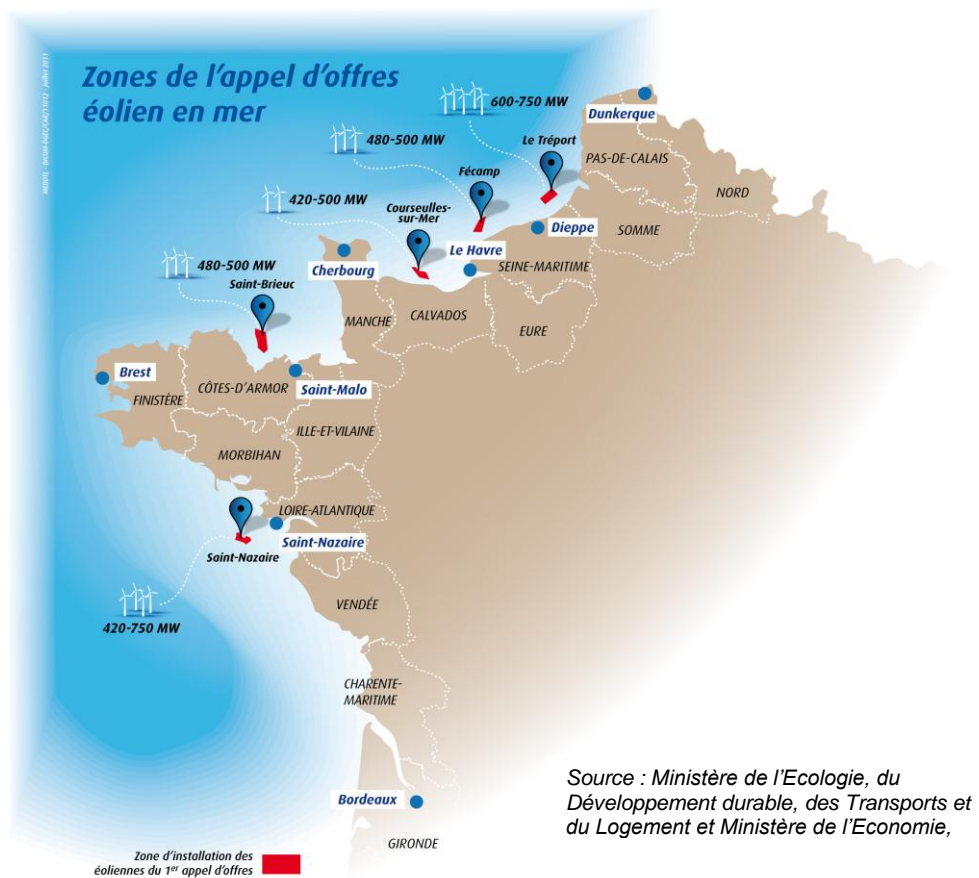 Zones de l'appel d'offres
éolien en mer
600-750 MW
Dunkerque
480-500 MW
Le Tréport
PAS-DE-CALAIS
Fécamp
NORD
420-500 MW
Courseulles-
sur-Mer
Dieppe
SOMME
Le Havre
480-500 MW
Cherbourg
SEINE-MARITIME
Saint-Brieuc
MANCHE
CALVADOS
EURE
Brest
CÔTES-D'ARMOR
Saint-Malo
FINISTÈRE
ILLE-ET-VILAINE
MORBIHAN
LOIRE-ATLANTIQUE
Saint-Nazaire
Saint-Nazaire
VENDÉE
420-750 MW
CHARENTE-
MARITIME
Source : Ministère de l'Ecologie, du
Développement durable, des Transports et
du Logement et Ministère de l'Economie,
Bordeaux
GIRONDE
Zone d'installation des
éoliennes du 1er appel d'offres